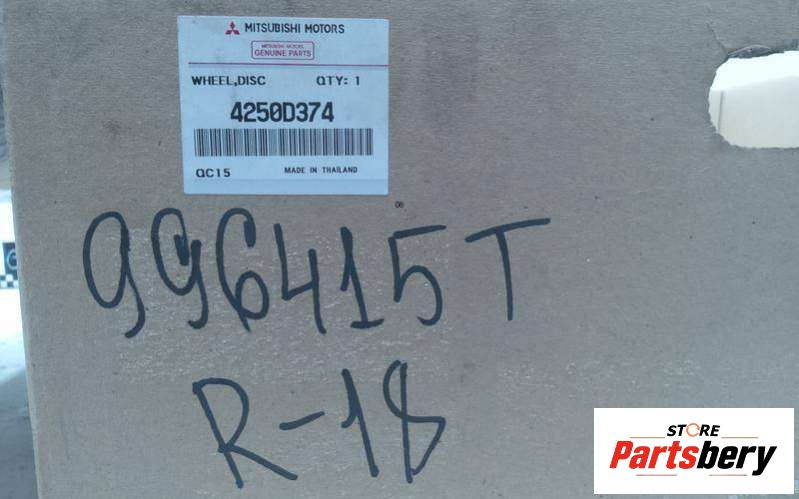 MITSUBISHI MOTORS
MITSUBISHI MOTORS
GENUINE PARTS
WHEEL,DISC QTY: 1
4250D374
QC15 MADE IN THAILAND
06
996415T
R-18
STORE
Partsbery